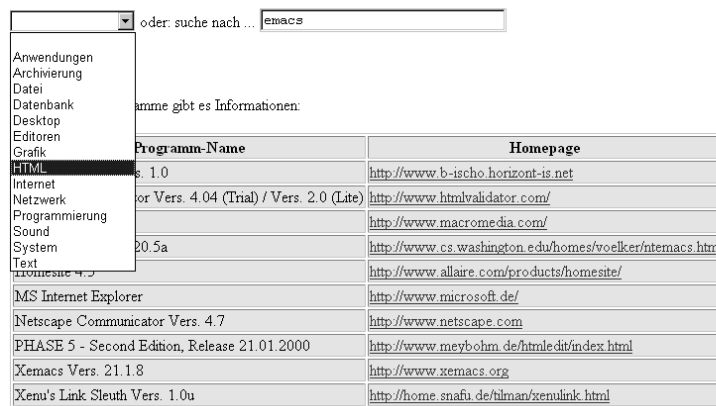 oder: suche nach ... emacs
Anwendungen
Archivierung
Datei
Datenbank
Desktop
Editoren
Grafik
HTML
Internet
Netzwerk
Programmierung
Sound
System
Text
amme gibt es Informationen:
Programm-Name Homepage
s. 1.0 http://www.b-ischo.horizont-is.net
or Vers. 4.04 (Trial) / Vers. 2.0 (Lite) http://www.htmlvalidator.com/
http://www.macromedia.com/
20.5a http://www.cs.washington.edu/homes/voelker/ntemacs.htm
Homesite 4.5 http://www.allaire.com/products/homesite/
MS Internet Explorer http://www.microsoft.de/
Netscape Communicator Vers. 4.7 http://www.netscape.com
PHASE 5 - Second Edition, Release 21.01.2000 http://www.meybohm.de/htmledit/index.html
Xemacs Vers. 21.1.8 http://www.xemacs.org
Xenu's Link Sleuth Vers. 1.0u http://home.snafu.de/tilman/xenulink.html